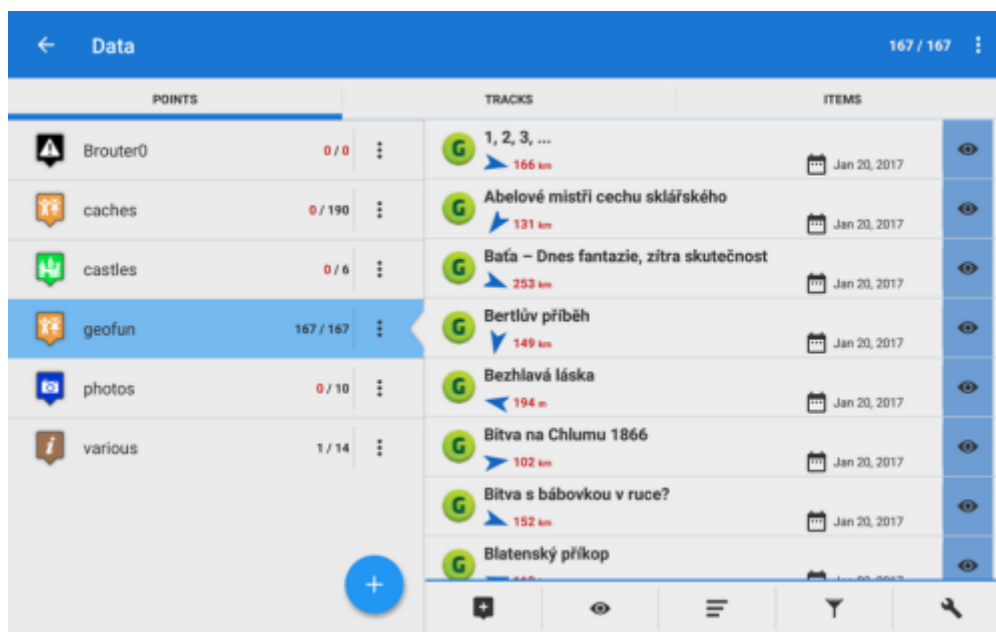 Data
167 / 167
POINTS
TRACKS
ITEMS
Brouter0
0 / 0
caches
0 / 190
castles
0 / 6
geofun
167 / 167
photos
0 / 10
various
1 / 14
G
1, 2, 3, ...
166 km
Jan 20, 2017
G
Abelové mistři cechu sklářského
131 km
Jan 20, 2017
G
Baťa – Dnes fantazie, zítra skutečnost
253 km
Jan 20, 2017
G
Bertlův příběh
149 km
Jan 20, 2017
G
Bezhlavá láska
194 m
Jan 20, 2017
G
Bitva na Chlumu 1866
102 km
Jan 20, 2017
G
Bitva s bábovkou v ruce?
152 km
Jan 20, 2017
G
Blatenský příkop